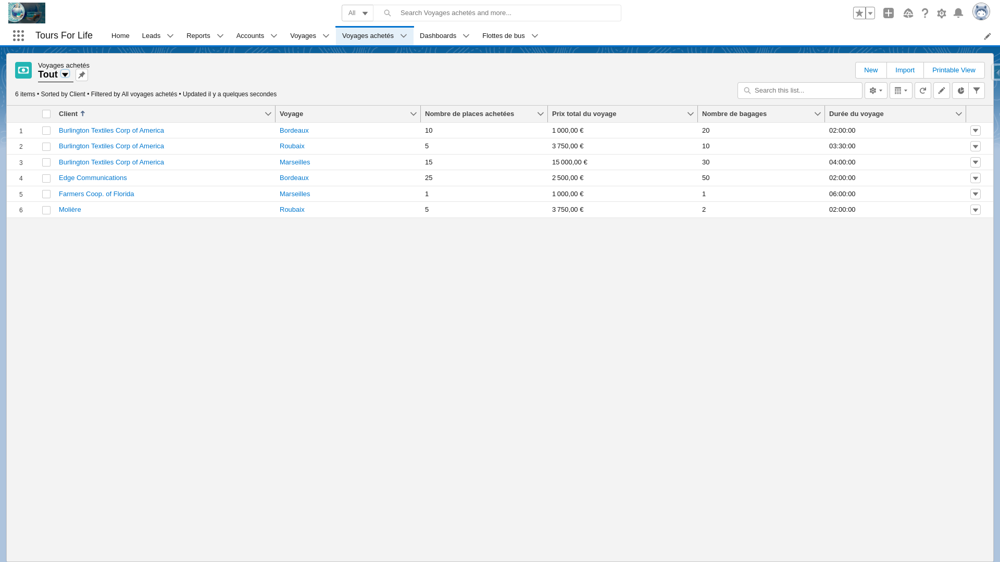 All
Search Voyages achetés and more...
Tours For Life
Home
Leads
Reports
Accounts
Voyages
Voyages achetés
Dashboards
Flottes de bus
Voyages achetés
Tout
New
Import
Printable View
6 items • Sorted by Client • Filtered by All voyages achetés • Updated il y a quelques secondes
Search this list...
Client Voyage Nombre de places achetées Prix total du voyage Nombre de bagages Durée du voyage
1 Burlington Textiles Corp of America Bordeaux 10 1 000,00 € 20 02:00:00
2 Burlington Textiles Corp of America Roubaix 5 3 750,00 € 10 03:30:00
3 Burlington Textiles Corp of America Marseilles 15 15 000,00 € 30 04:00:00
4 Edge Communications Bordeaux 25 2 500,00 € 50 02:00:00
5 Farmers Coop. of Florida Marseilles 1 1 000,00 € 1 06:00:00
6 Molière Roubaix 5 3 750,00 € 2 02:00:00